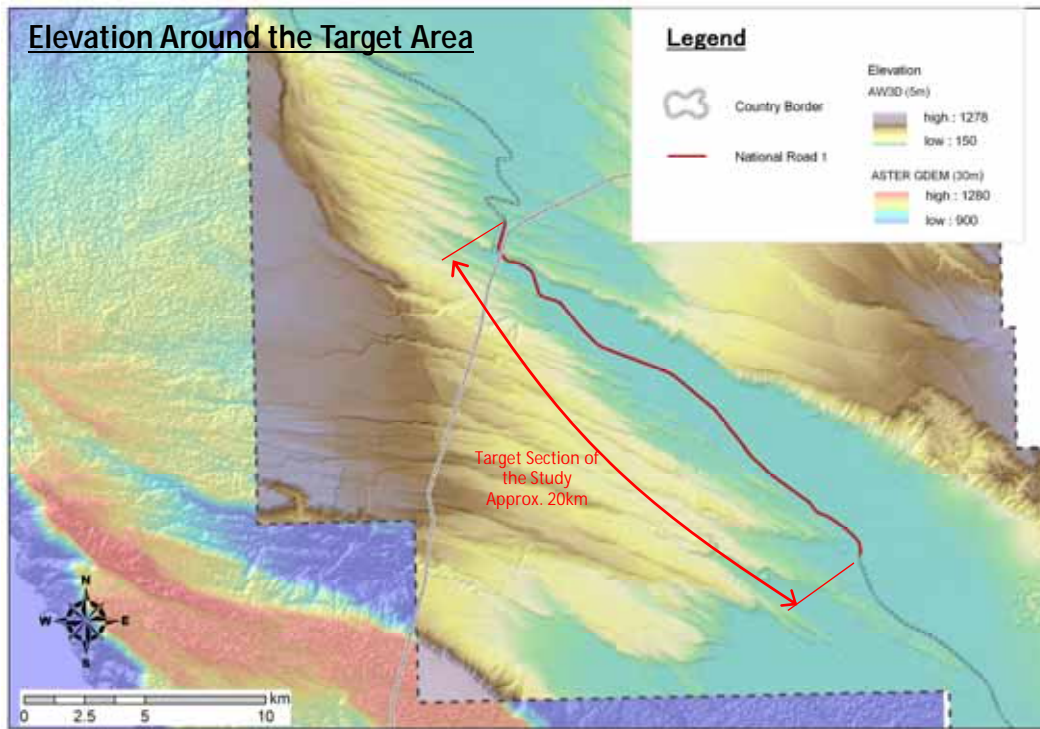 Elevation Around the Target Area
Legend
Country Border
National Road 1
Elevation
AW3D (5m)
high : 1278
low : 150
ASTER GDEM (30m)
high : 1280
low : 900
Target Section of
the Study
Approx. 20km
N
W
E
S
km
0 2.5 5 10